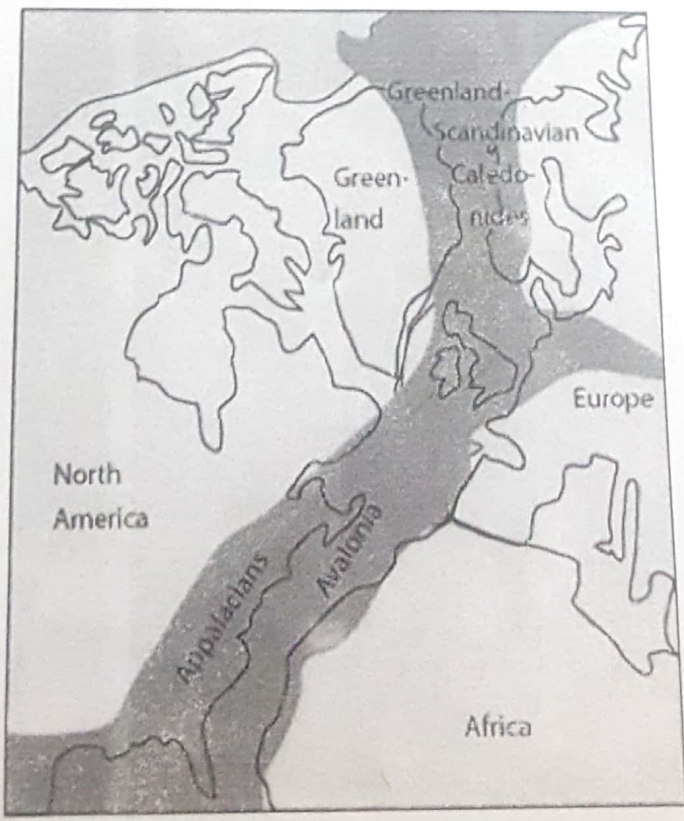 Greenland-
Scandinavian
Caledo-
nides
Green-
land
Europe
North
America
Avalonia
Appalacians
Africa